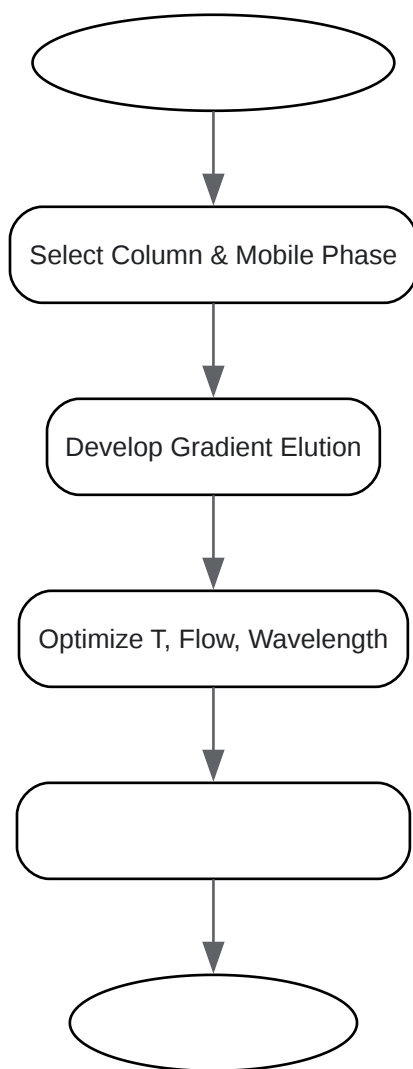 Select Column & Mobile Phase
Develop Gradient Elution
Optimize T, Flow, Wavelength